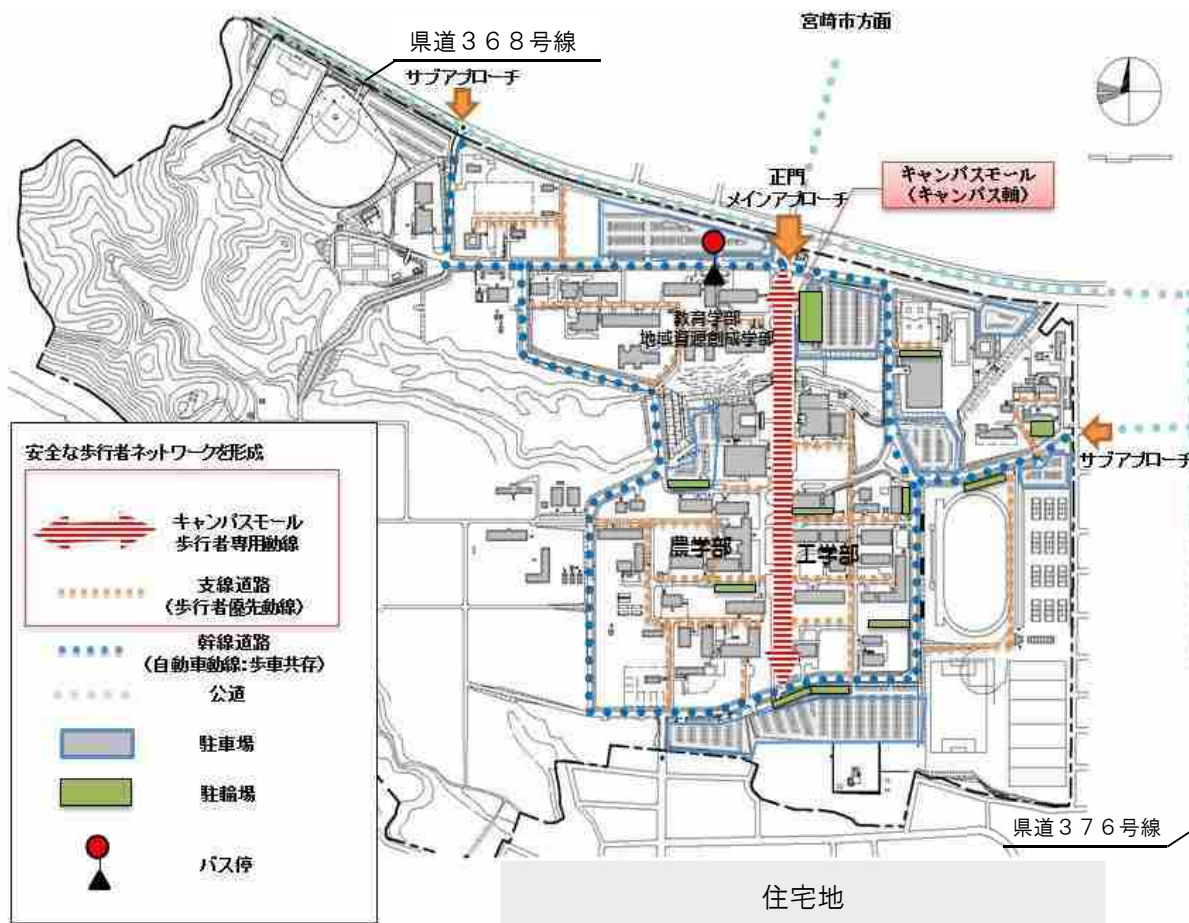 宮崎市方面
県道３６８号線
サブアプローチ
正門
メインアプローチ
キャンパスモール
（キャンパス軸）
教育学部
地域資源創成学部
サブアプローチ
農学部
工学部
安全な歩行者ネットワークを形成
キャンパスモール
歩行者専用動線
支線道路
（歩行者優先動線）
幹線道路
（自動車動線：歩車共存）
公道
駐車場
駐輪場
バス停
県道３７６号線
住宅地